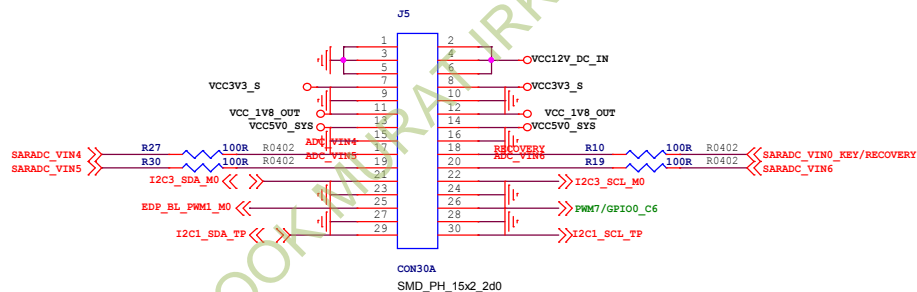 J5
1 2
3 4 VCC12V_DC_IN
5 6
VCC3V3_S 7 8 VCC3V3_S
9 10
VCC_1V8_OUT 11 12 VCC_1V8_OUT
VCC5V0_SYS 13 14 VCC5V0_SYS
15 16
SARADC_VIN4 R27 100R R0402 ADC_VIN4 17 18 RECOVERY R10 100R R0402 SARADC_VIN0_KEY/RECOVERY
SARADC_VIN5 R30 100R R0402 ADC_VIN5 19 20 ADC_VIN6 R19 100R R0402 SARADC_VIN6
I2C3_SDA_M0 21 22 I2C3_SCL_M0
23 24
EDP_BL_PWM1_M0 25 26 PWM7/GPIO0_C6
27 28
I2C1_SDA_TP 29 30 I2C1_SCL_TP
CON30A
SMD_PH_15x2_2d0
OOK MURAT IRK